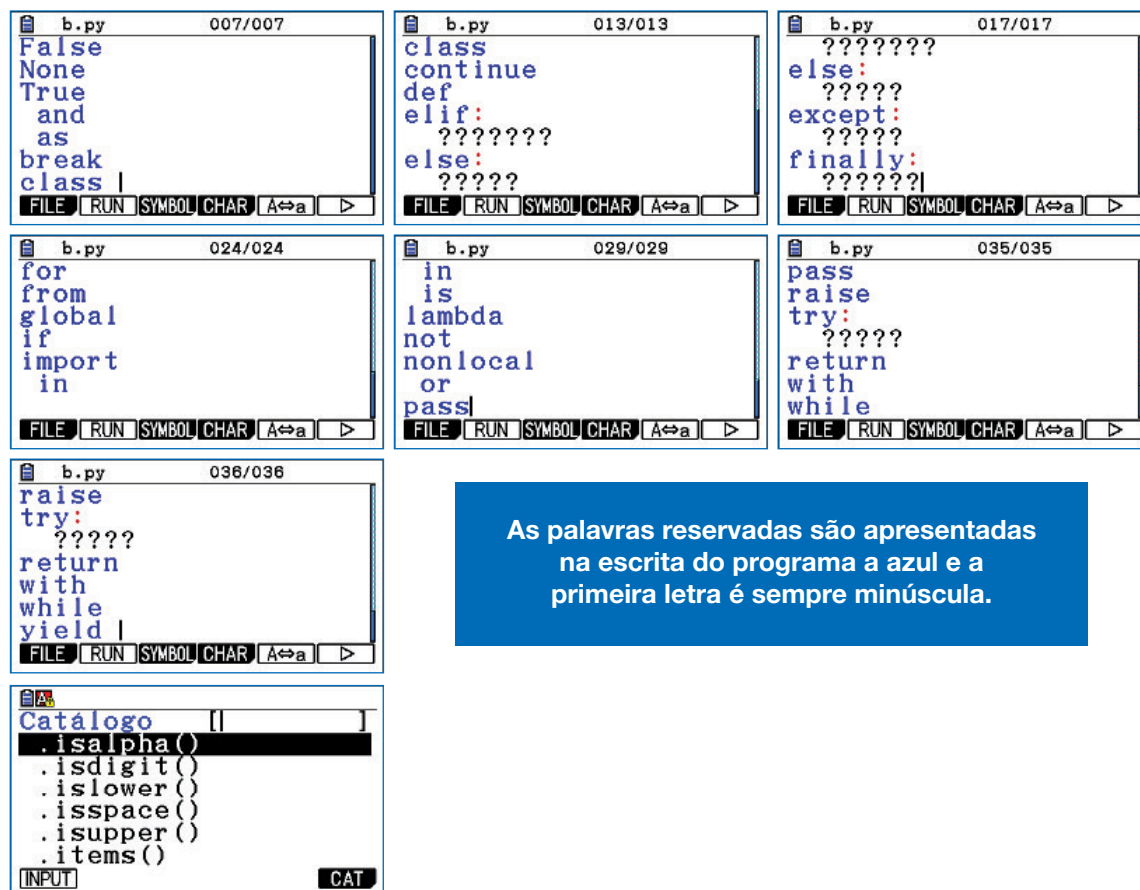 b.py 007/007
False
None
True
and
as
break
class
FILE RUN SYMBOL CHAR A⇔a ▷
b.py 013/013
class
continue
def
elif:
???????
else:
?????
FILE RUN SYMBOL CHAR A⇔a ▷
b.py 017/017
???????
else:
?????
except:
?????
finally:
??????
FILE RUN SYMBOL CHAR A⇔a ▷
b.py 024/024
for
from
global
if
import
in
FILE RUN SYMBOL CHAR A⇔a ▷
b.py 029/029
in
is
lambda
not
nonlocal
or
pass
FILE RUN SYMBOL CHAR A⇔a ▷
b.py 035/035
pass
raise
try:
?????
return
with
while
FILE RUN SYMBOL CHAR A⇔a ▷
b.py 036/036
raise
try:
?????
return
with
while
yield
FILE RUN SYMBOL CHAR A⇔a ▷
As palavras reservadas são apresentadas
na escrita do programa a azul e a
primeira letra é sempre minúscula.
Catálogo [ ]
.isalpha()
.isdigit()
.islower()
.isspace()
.isupper()
.items()
INPUT CAT